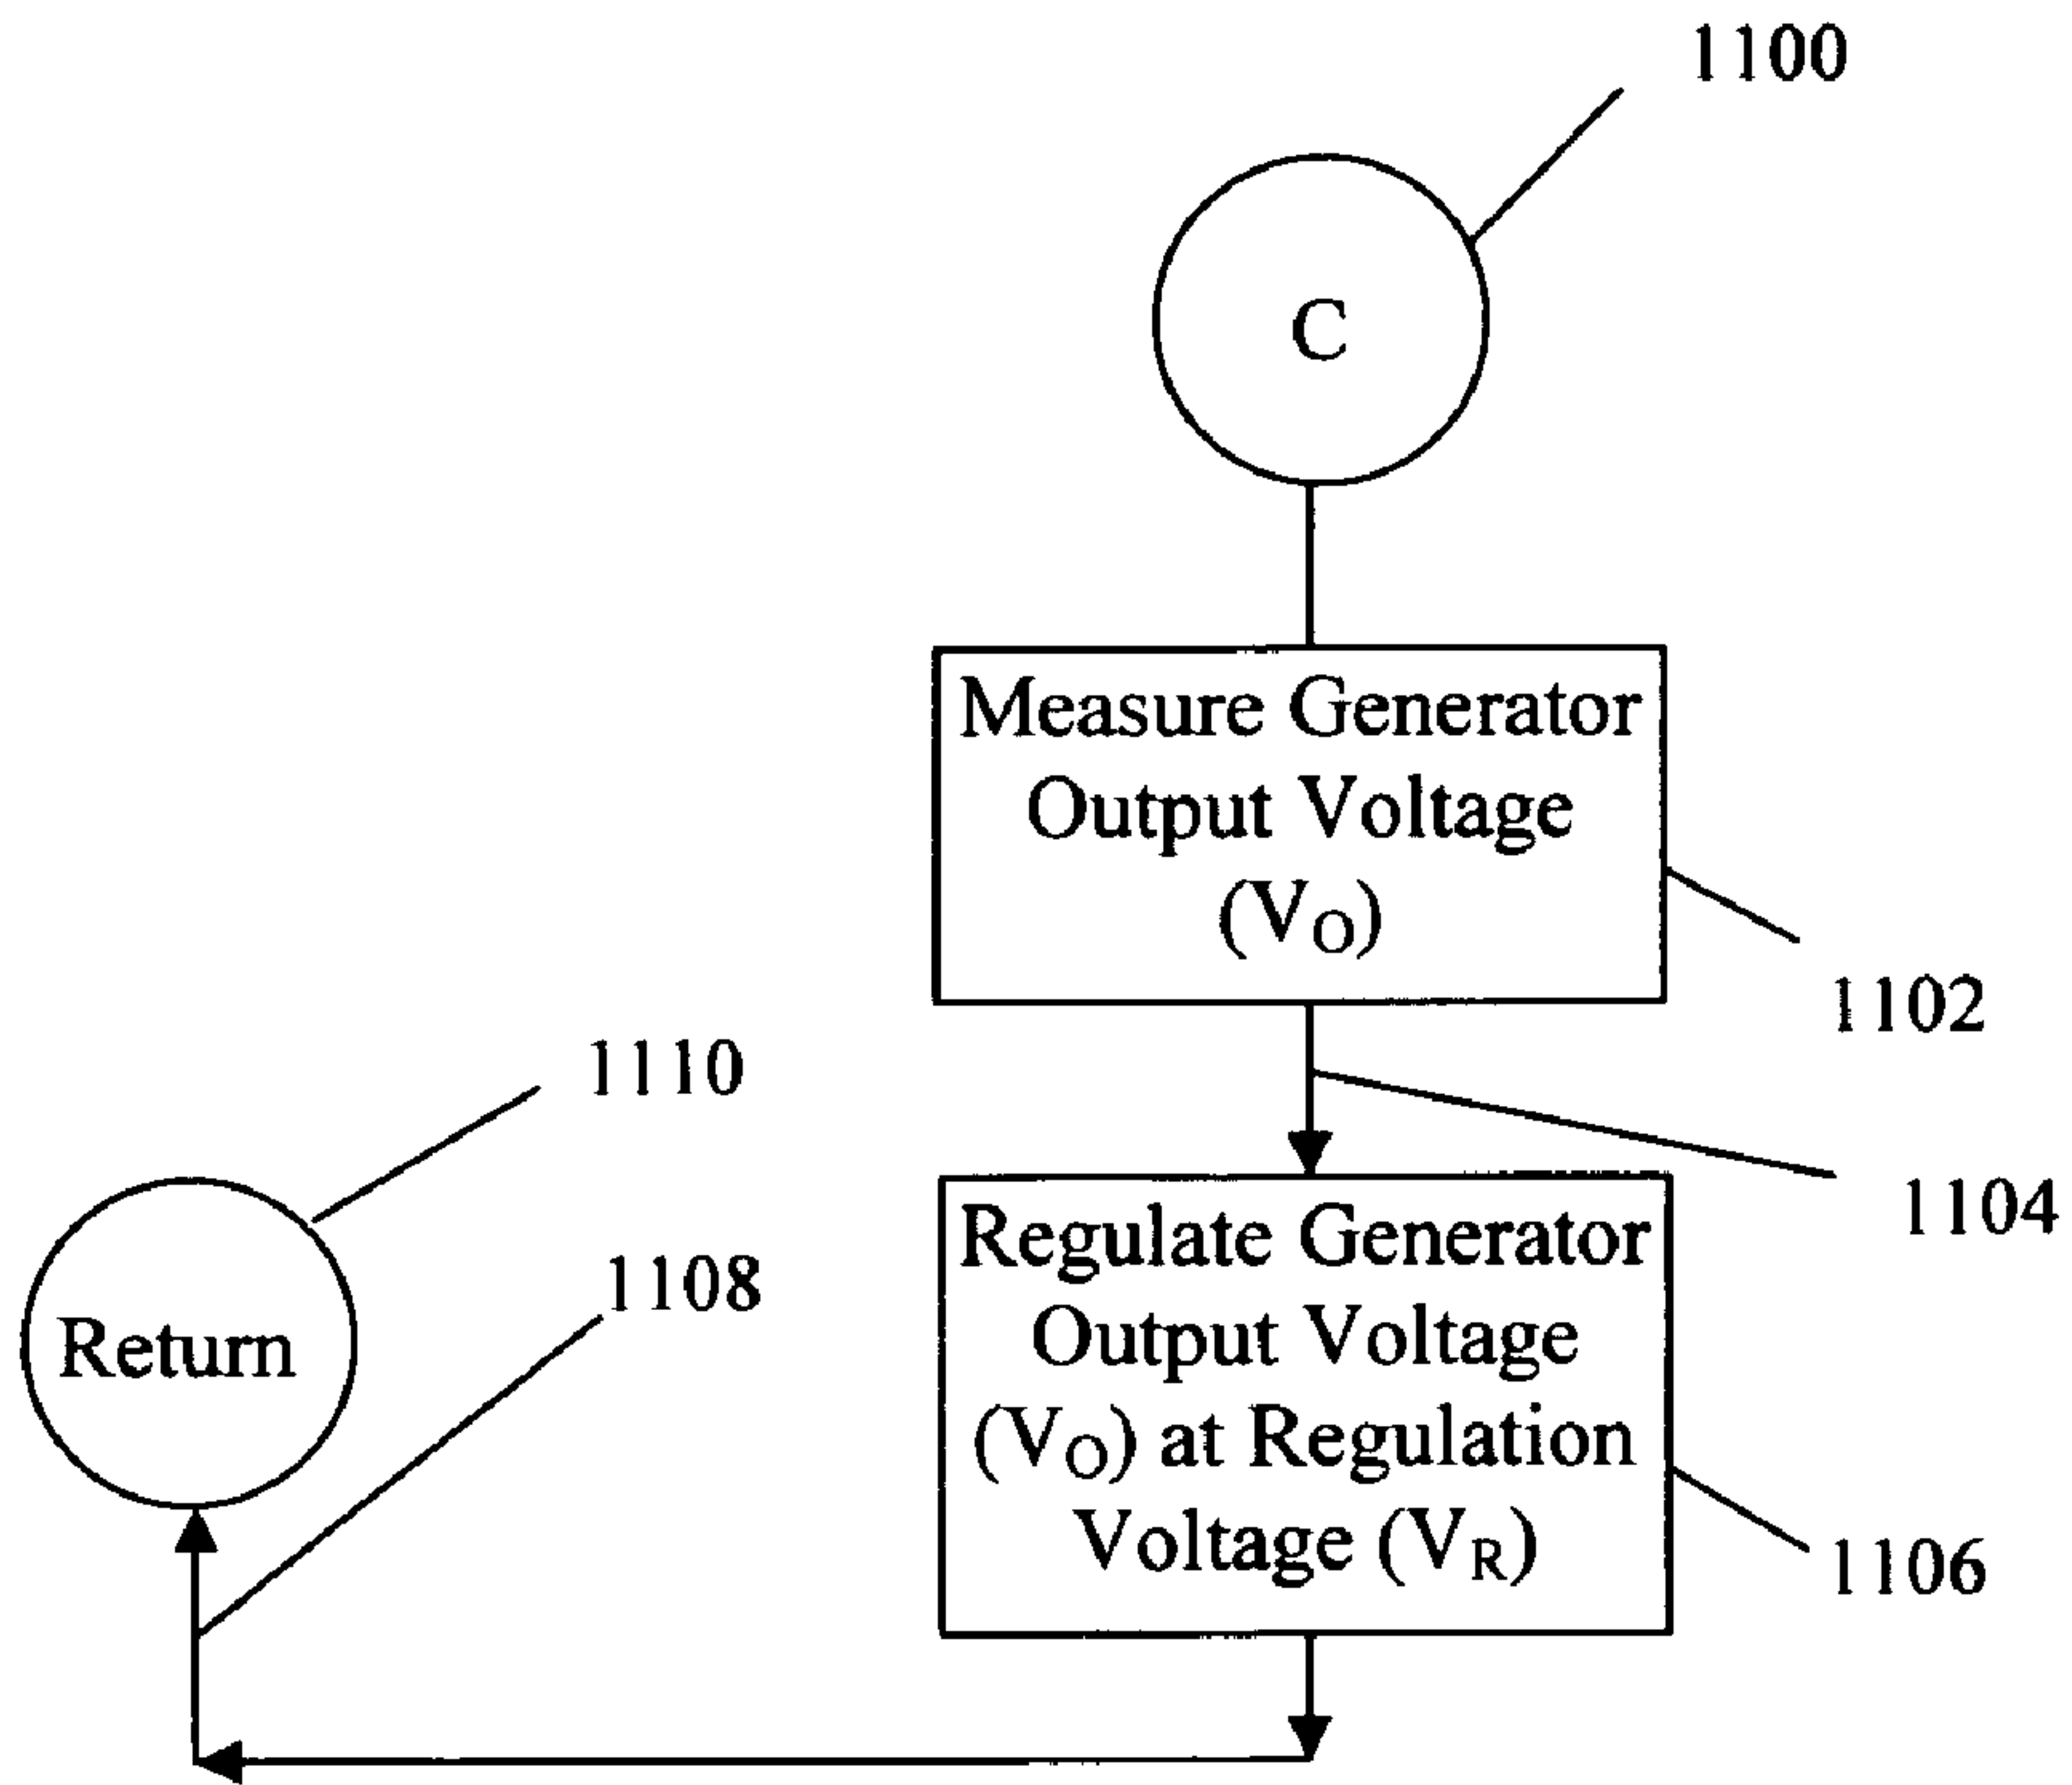 1100
C
Measure Generator
Output Voltage
(VO)
1102
1104
Regulate Generator
Output Voltage
(VO) at Regulation
Voltage (VR)
1106
1110
1108
Return